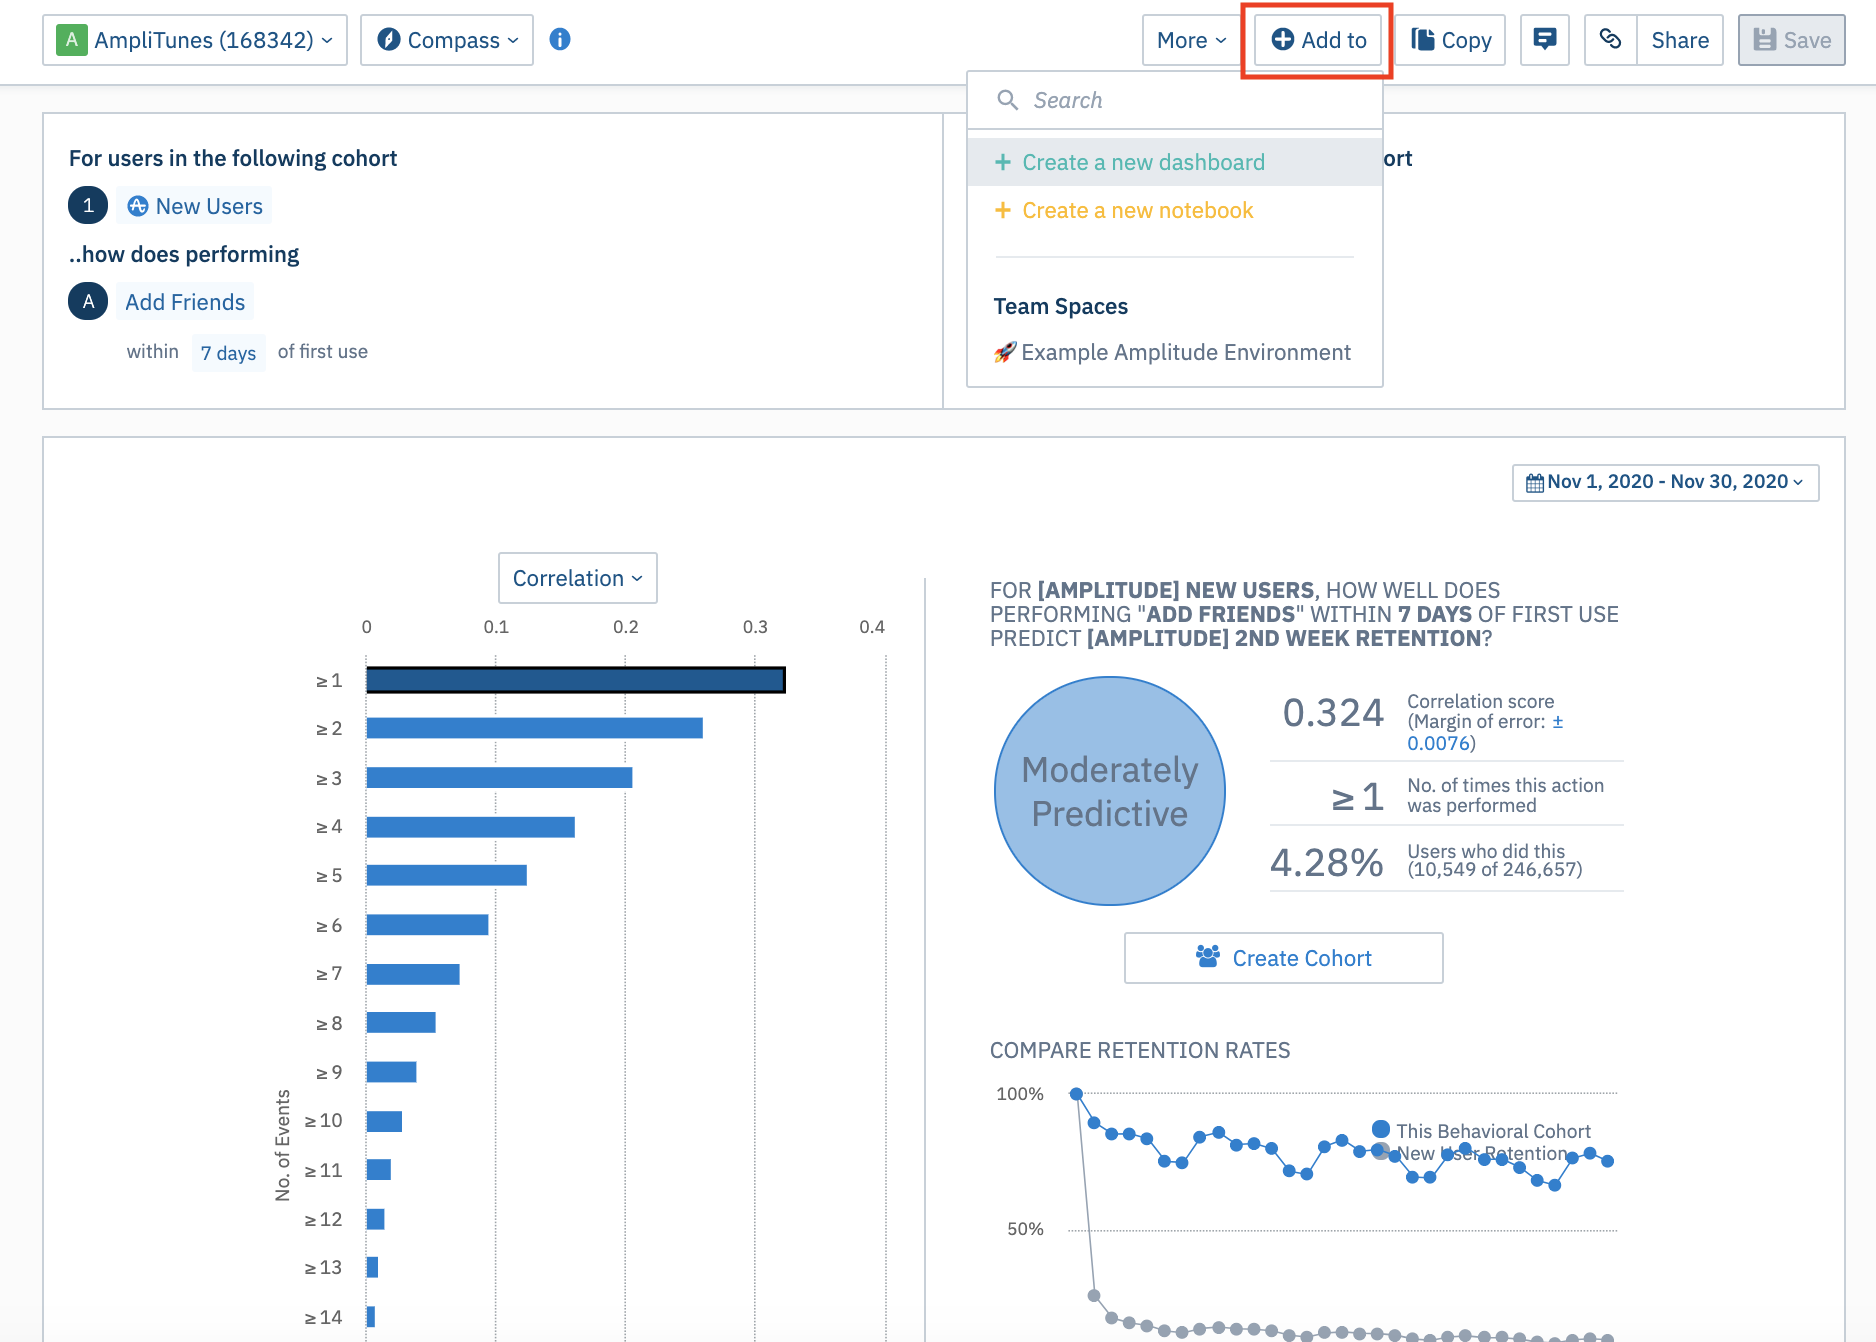 A AmpliTunes (168342)
Compass
More
Add to
Copy
Share
Save
Search
+ Create a new dashboard
+ Create a new notebook
Team Spaces
🚀 Example Amplitude Environment
For users in the following cohort
1 New Users
..how does performing
A Add Friends
within 7 days of first use
ort
Nov 1, 2020 - Nov 30, 2020
Correlation
0 0.1 0.2 0.3 0.4
≥ 1
≥ 2
≥ 3
≥ 4
≥ 5
≥ 6
≥ 7
≥ 8
≥ 9
≥ 10
≥ 11
≥ 12
≥ 13
≥ 14
No. of Events
FOR [AMPLITUDE] NEW USERS, HOW WELL DOES
PERFORMING "ADD FRIENDS" WITHIN 7 DAYS OF FIRST USE
PREDICT [AMPLITUDE] 2ND WEEK RETENTION?
Moderately
Predictive
0.324
Correlation score
(Margin of error: ±
0.0076)
≥ 1
No. of times this action
was performed
4.28%
Users who did this
(10,549 of 246,657)
Create Cohort
COMPARE RETENTION RATES
100%
50%
This Behavioral Cohort
New User Retention